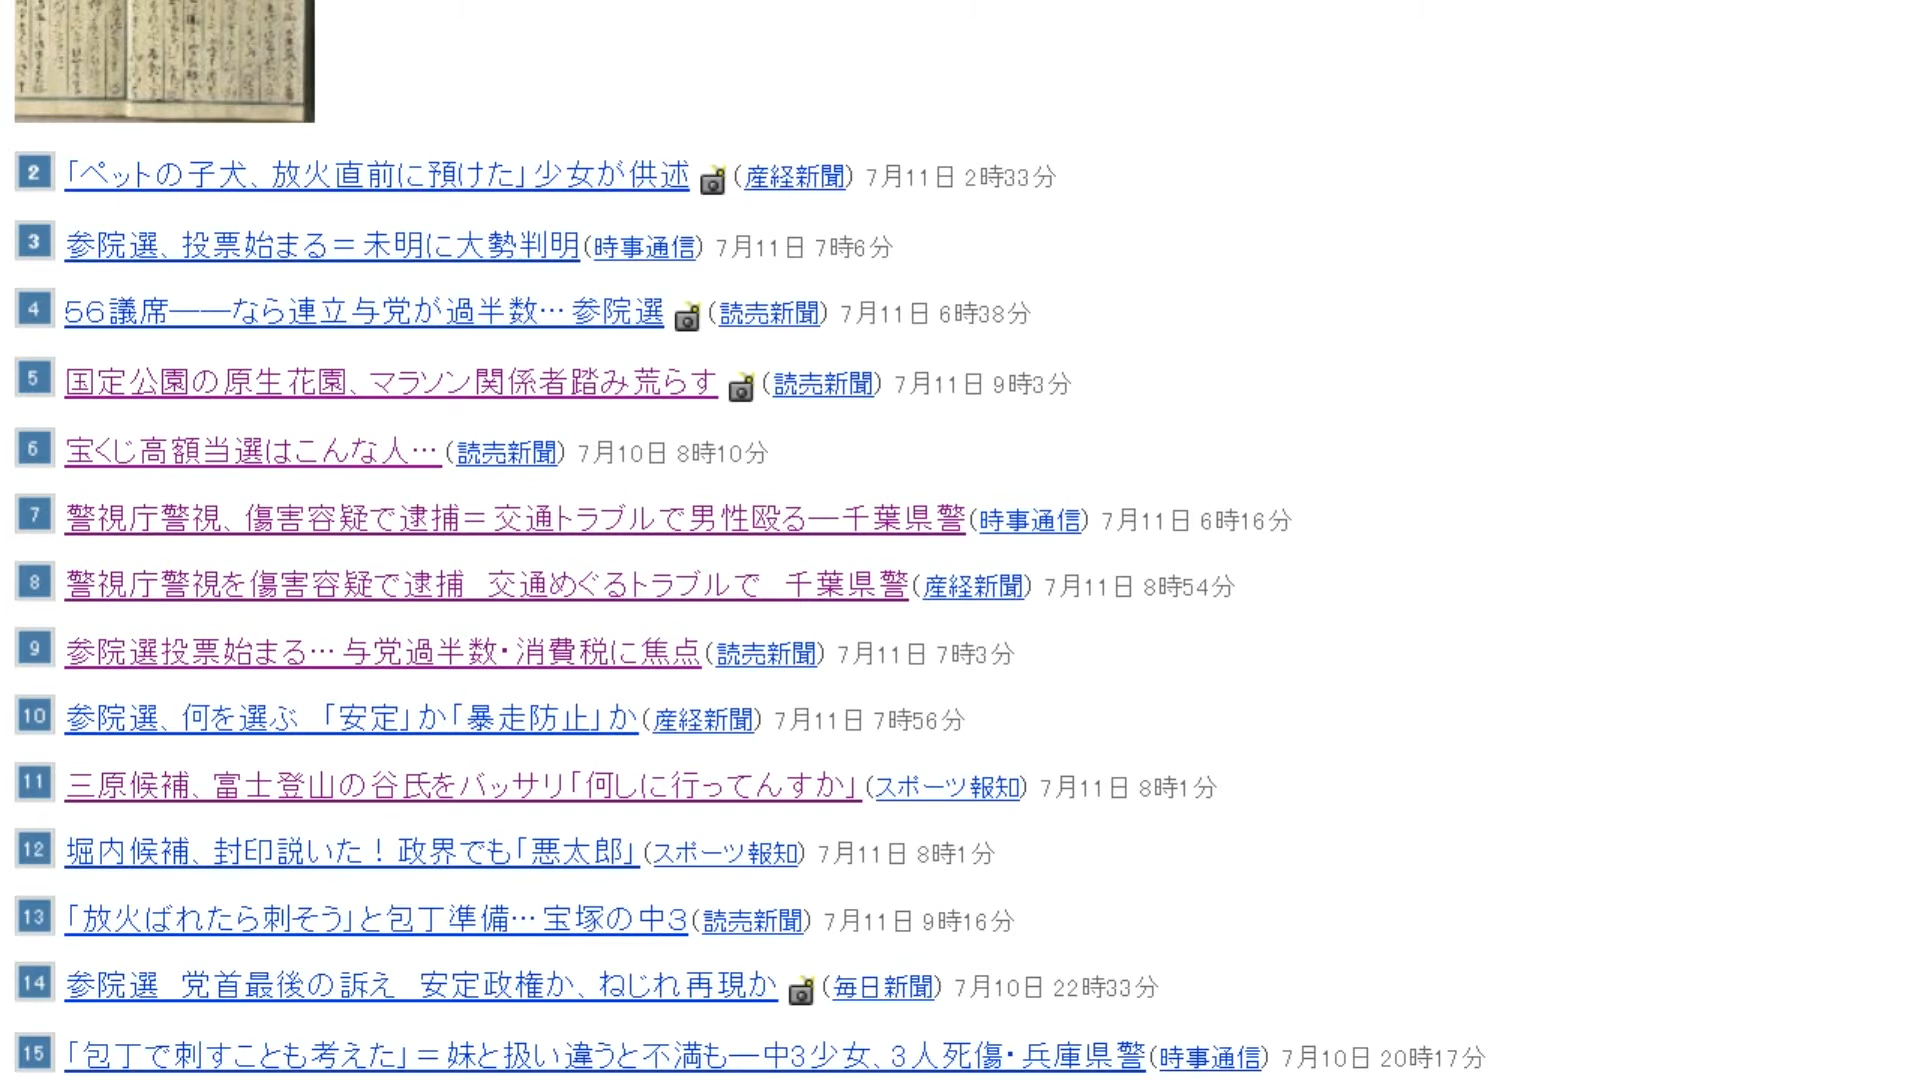 2 「ペットの子犬、放火直前に預けた」少女が供述 (産経新聞) 7月11日 2時33分
3 参院選、投票始まる＝未明に大勢判明(時事通信) 7月11日 7時6分
4 56議席――なら連立与党が過半数…参院選 (読売新聞) 7月11日 6時38分
5 国定公園の原生花園、マラソン関係者踏み荒らす (読売新聞) 7月11日 9時3分
6 宝くじ高額当選はこんな人…(読売新聞) 7月10日 8時10分
7 警視庁警視、傷害容疑で逮捕＝交通トラブルで男性殴る―千葉県警(時事通信) 7月11日 6時16分
8 警視庁警視を傷害容疑で逮捕　交通めぐるトラブルで　千葉県警(産経新聞) 7月11日 8時54分
9 参院選投票始まる…与党過半数・消費税に焦点(読売新聞) 7月11日 7時3分
10 参院選、何を選ぶ　「安定」か「暴走防止」か(産経新聞) 7月11日 7時56分
11 三原候補、富士登山の谷氏をバッサリ「何しに行ってんすか」(スポーツ報知) 7月11日 8時1分
12 堀内候補、封印説いた！政界でも「悪太郎」(スポーツ報知) 7月11日 8時1分
13 「放火ばれたら刺そう」と包丁準備…宝塚の中3(読売新聞) 7月11日 9時16分
14 参院選　党首最後の訴え　安定政権か、ねじれ再現か (毎日新聞) 7月10日 22時33分
15 「包丁で刺すことも考えた」＝妹と扱い違うと不満も―中3少女、3人死傷・兵庫県警(時事通信) 7月10日 20時17分